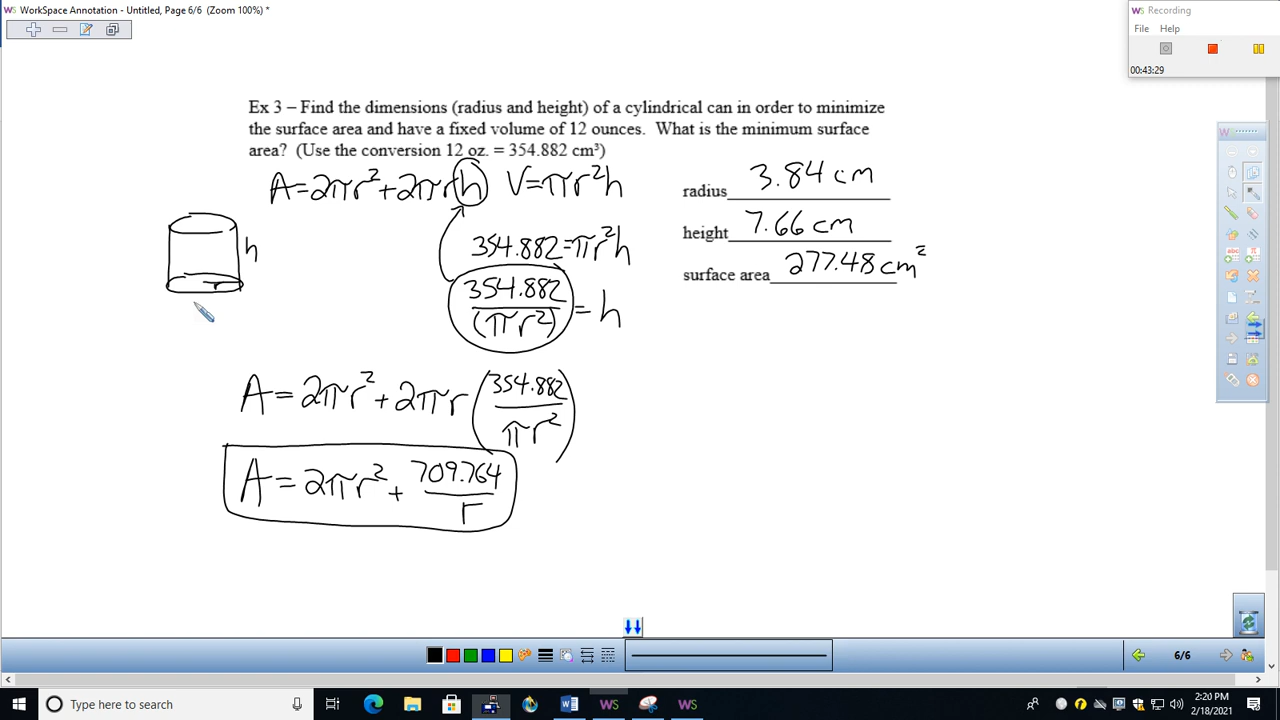 WorkSpace Annotation - Untitled, Page 6/6 (Zoom 100%) *
WS Recording
File Help
00:43:29
Ex 3 – Find the dimensions (radius and height) of a cylindrical can in order to minimize
the surface area and have a fixed volume of 12 ounces. What is the minimum surface
area? (Use the conversion 12 oz. = 354.882 cm³)
A=2πr²+2πrh V=πr²h
radius 3.84 cm
height 7.66 cm
surface area 277.48 cm²
h
r
354.882=πr²h
354.882/(πr²) = h
A = 2πr² + 2πr (354.882/πr²)
A = 2πr² + 709.764/r
6/6
Type here to search
2:20 PM
2/18/2021